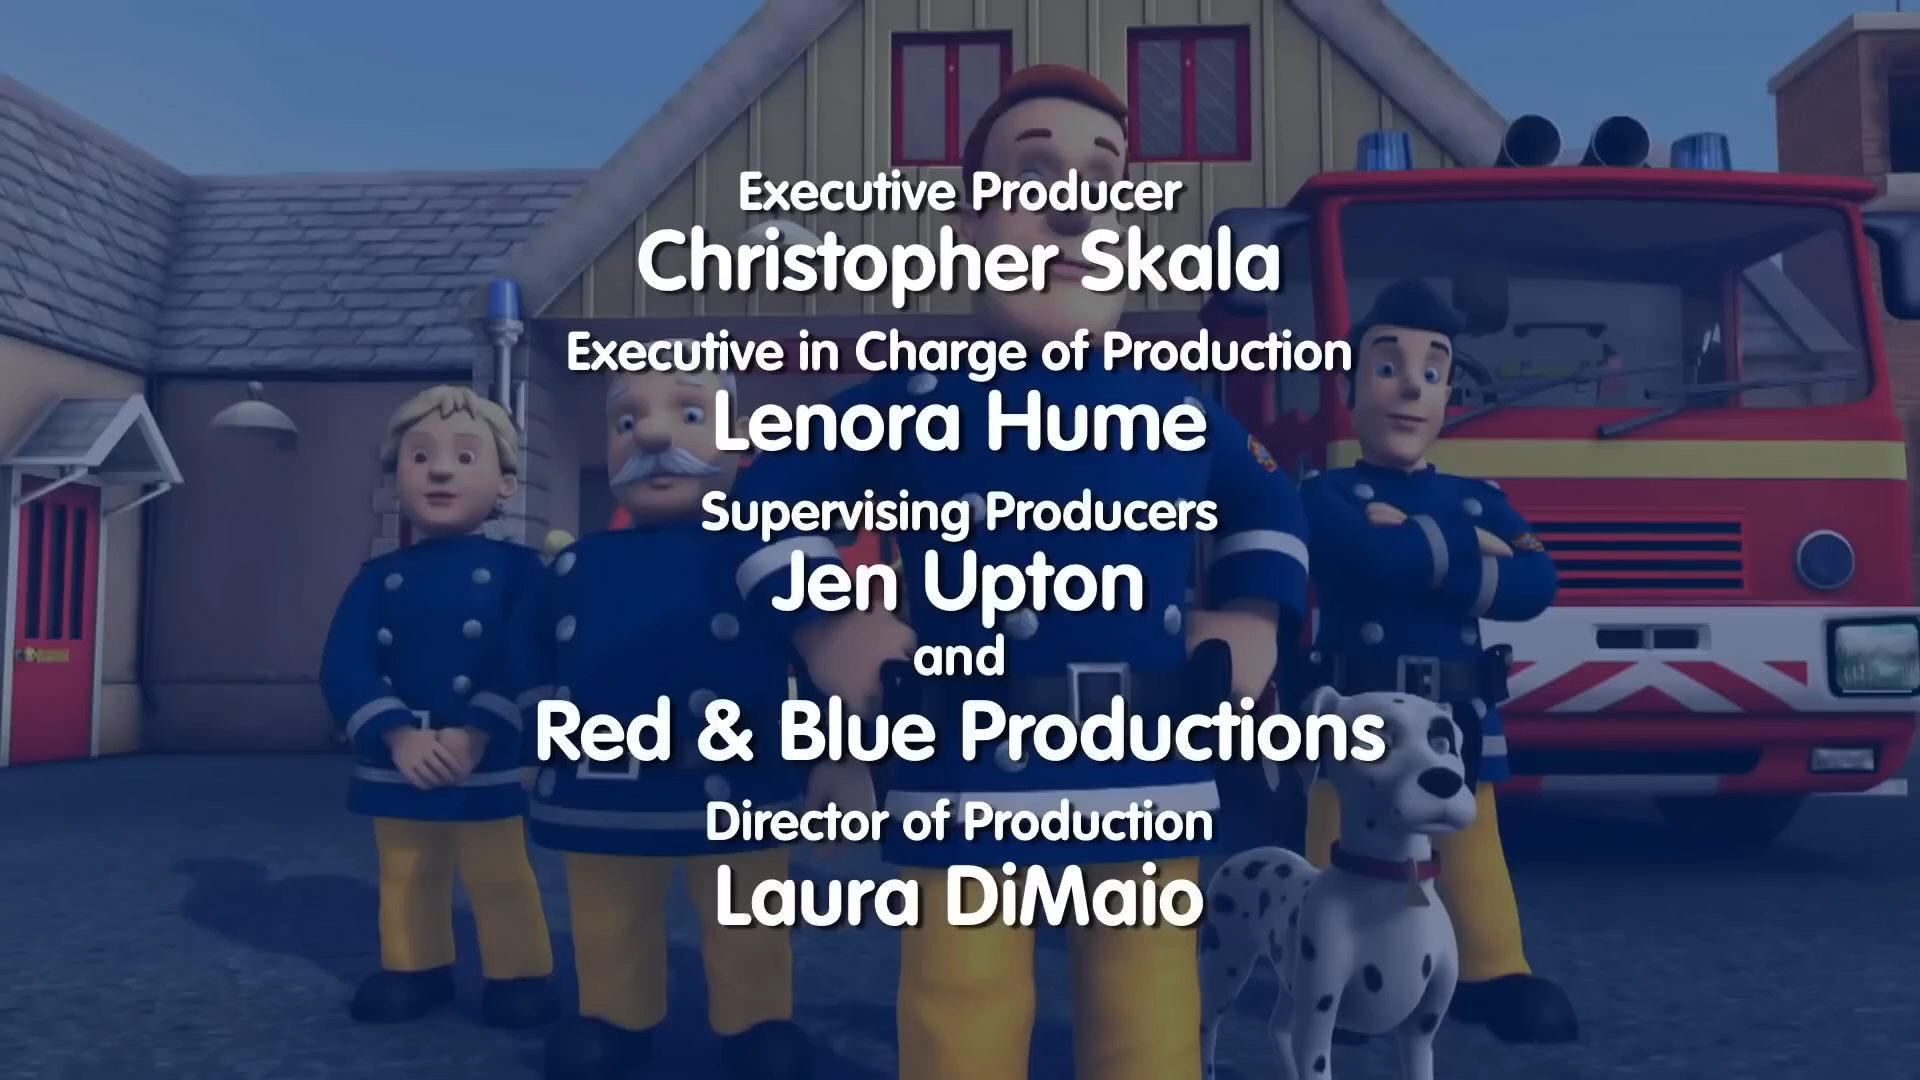 Executive Producer
Christopher Skala
Executive in Charge of Production
Lenora Hume
Supervising Producers
Jen Upton
and
Red & Blue Productions
Director of Production
Laura DiMaio